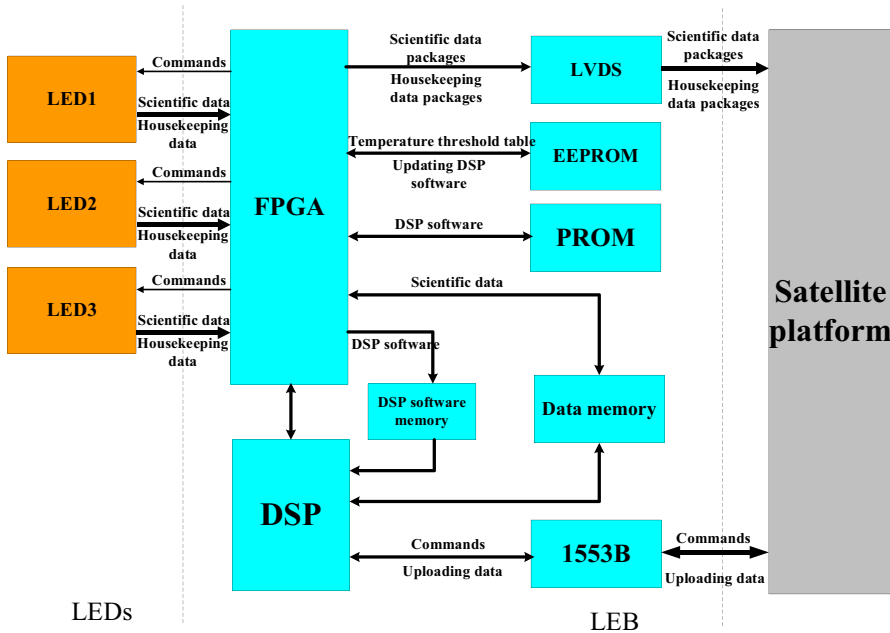 Commands
LED1
Scientific data
Housekeeping
data
Commands
LED2
Scientific data
Housekeeping
data
Commands
LED3
Scientific data
Housekeeping
data
FPGA
Scientific data
packages
Housekeeping
data packages
LVDS
Scientific data
packages
Housekeeping
data packages
Temperature threshold table
Updating DSP
software
EEPROM
DSP software
PROM
Scientific data
DSP software
DSP software
memory
Data memory
DSP
Commands
Uploading data
1553B
Commands
Uploading data
Satellite
platform
LEDs
LEB